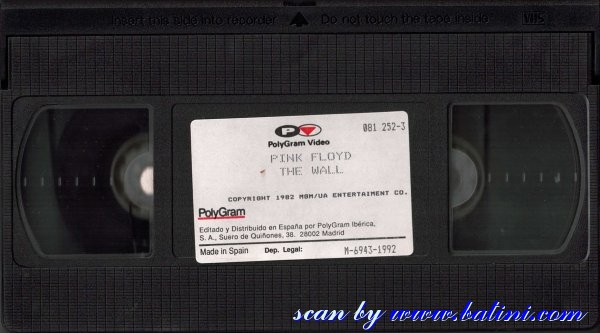 Insert this side into recorder Do not touch the tape inside VHS
PolyGram Video
081 252-3
PINK FLOYD
THE WALL
COPYRIGHT 1982 MGM/UA ENTERTAIMENT CO.
PolyGram
Editado y Distribuido en España por PolyGram Ibérica,
S. A., Suero de Quiñones, 38. 28002 Madrid
Made in Spain Dep. Legal: M-6943-1992
scan by www.batini.com